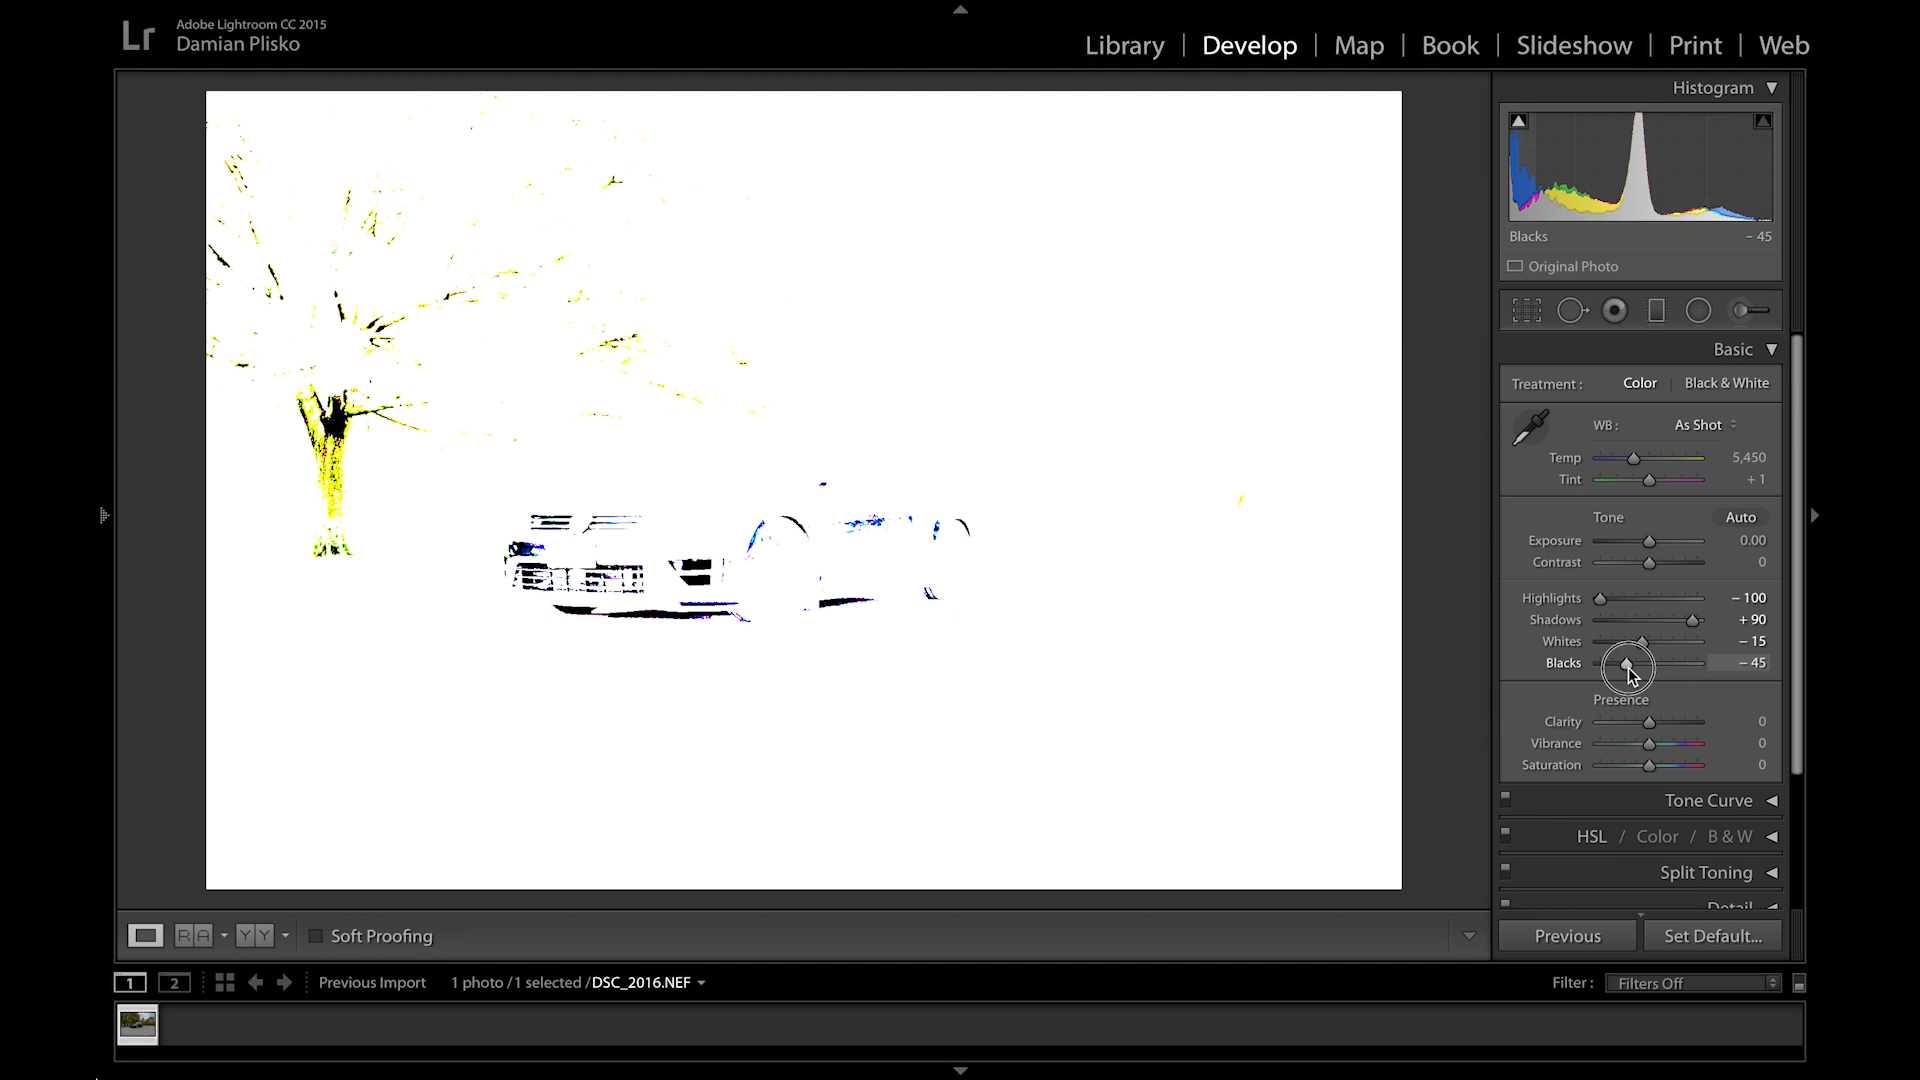 Lr
Adobe Lightroom CC 2015
Damian Plisko
Library | Develop | Map | Book | Slideshow | Print | Web
Histogram
Blacks - 45
Original Photo
Basic
Treatment : Color | Black & White
WB : As Shot
Temp 5,450
Tint + 1
Tone Auto
Exposure 0.00
Contrast 0
Highlights - 100
Shadows + 90
Whites - 15
Blacks - 45
Presence
Clarity 0
Vibrance 0
Saturation 0
Tone Curve
HSL / Color / B & W
Split Toning
Detail
R A Y Y Soft Proofing
Previous Set Default...
1 2 Previous Import 1 photo / 1 selected / DSC_2016.NEF
Filter : Filters Off